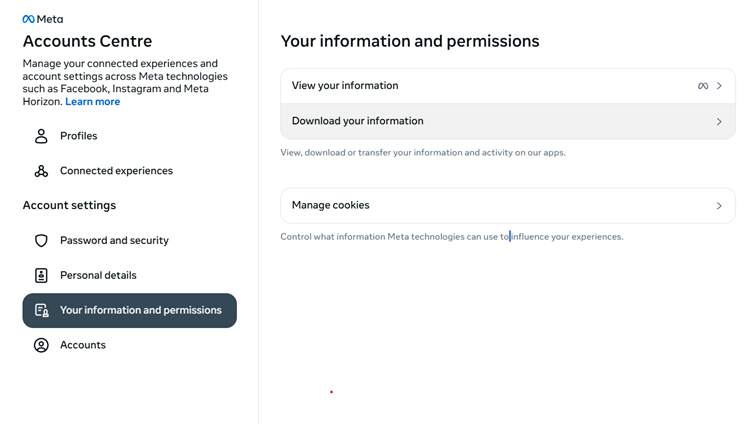 Meta
Accounts Centre
Manage your connected experiences and
account settings across Meta technologies
such as Facebook, Instagram and Meta
Horizon. Learn more
Profiles
Connected experiences
Account settings
Password and security
Personal details
Your information and permissions
Accounts
Your information and permissions
View your information
Download your information
View, download or transfer your information and activity on our apps.
Manage cookies
Control what information Meta technologies can use to influence your experiences.